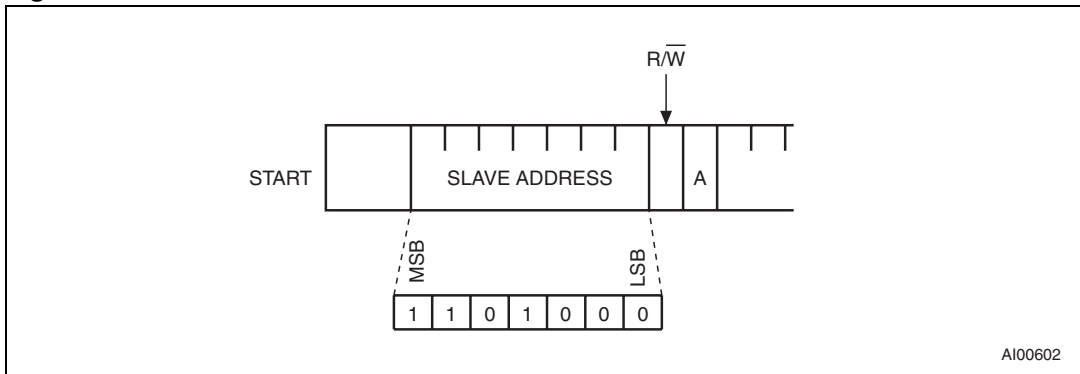 R/W̅
START
SLAVE ADDRESS
A
MSB
LSB
1 1 0 1 0 0 0
AI00602